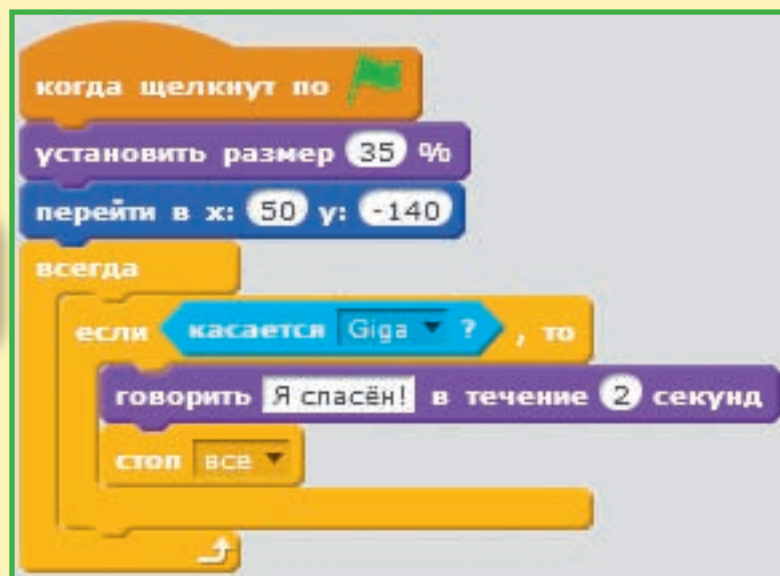 когда щелкнут по
установить размер 35 %
перейти в x: 50 y: -140
всегда
если касается Giga ? , то
говорить Я спасён! в течение 2 секунд
стоп все